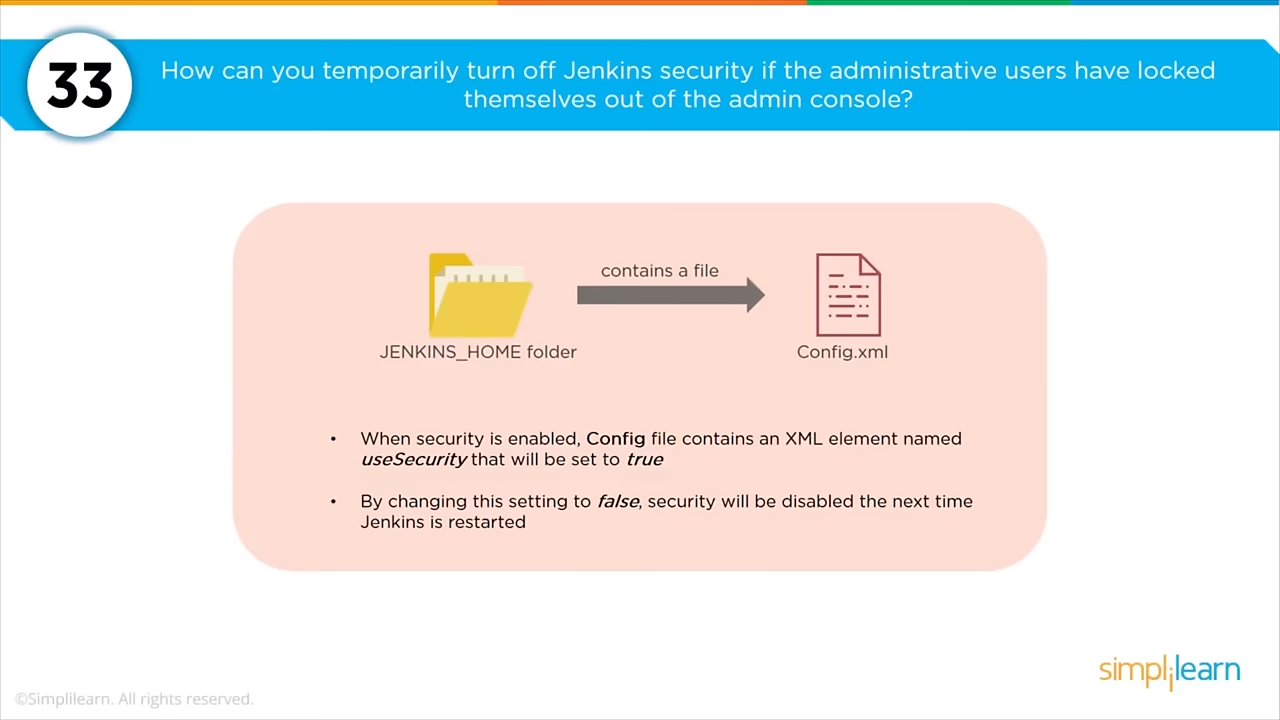 33
How can you temporarily turn off Jenkins security if the administrative users have locked
themselves out of the admin console?
contains a file
JENKINS_HOME folder
Config.xml
• When security is enabled, Config file contains an XML element named
useSecurity that will be set to true
• By changing this setting to false, security will be disabled the next time
Jenkins is restarted
simplilearn
©Simplilearn. All rights reserved.